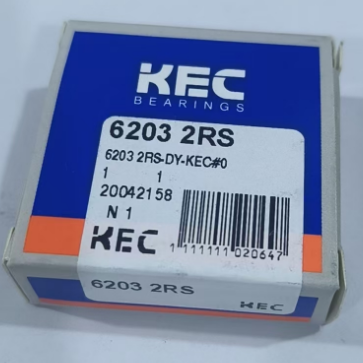 KEC
BEARINGS
6203 2RS
6203 2RS-DY-KEC#0
1 1
20042158
N 1
KEC
1 111111 020647
6203 2RS
KEC